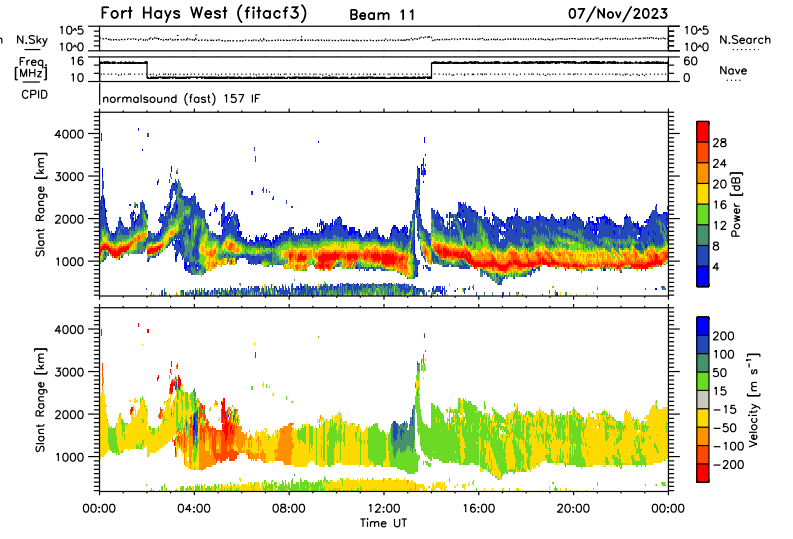 Fort Hays West (fitacf3) Beam 11 07/Nov/2023
n N.Sky 10^5 10^0 10^5 10^0 N.Search
Freq. [MHz] 16 10 60 0 Nave
CPID normalsound (fast) 157 IF
Slant Range [km] 4000 3000 2000 1000
28 24 20 16 12 8 4 Power [dB]
Slant Range [km] 4000 3000 2000 1000
200 100 50 15 -15 -50 -100 -200 Velocity [m s⁻¹]
00:00 04:00 08:00 12:00 16:00 20:00 00:00
Time UT